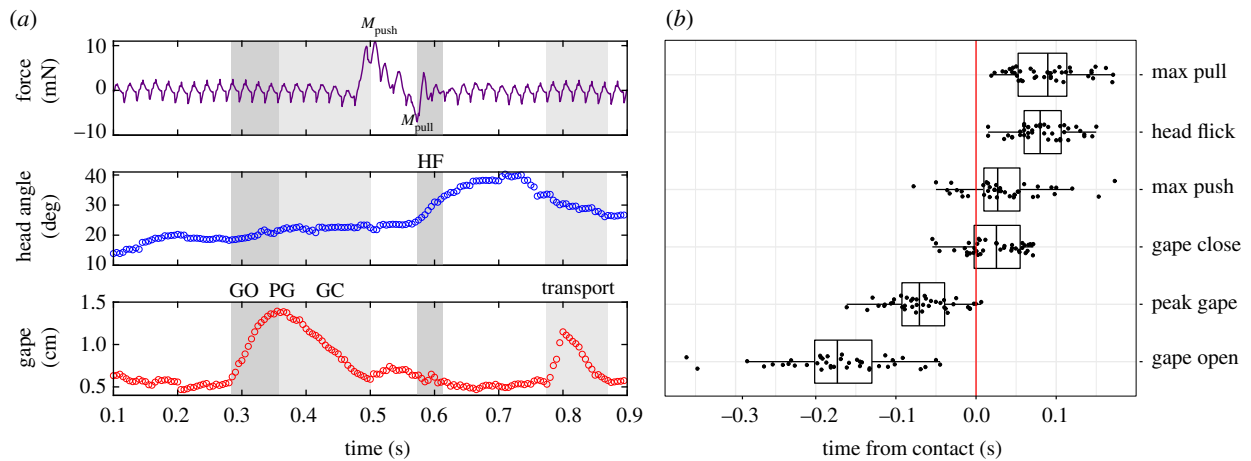 (a)
M push
10
0
−10
force
(mN)
M pull
HF
40
30
20
10
head angle
(deg)
GO PG GC transport
1.5
1.0
0.5
gape
(cm)
0.1 0.2 0.3 0.4 0.5 0.6 0.7 0.8 0.9
time (s)
(b)
max pull
head flick
max push
gape close
peak gape
gape open
−0.3 −0.2 −0.1 0.0 0.1
time from contact (s)